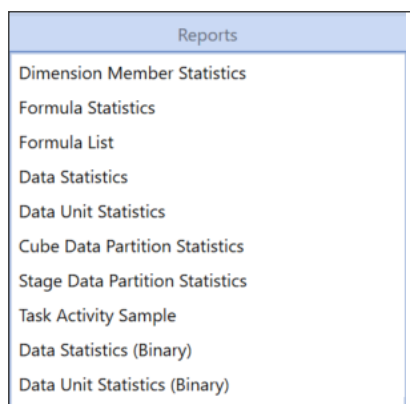 Reports
Dimension Member Statistics
Formula Statistics
Formula List
Data Statistics
Data Unit Statistics
Cube Data Partition Statistics
Stage Data Partition Statistics
Task Activity Sample
Data Statistics (Binary)
Data Unit Statistics (Binary)